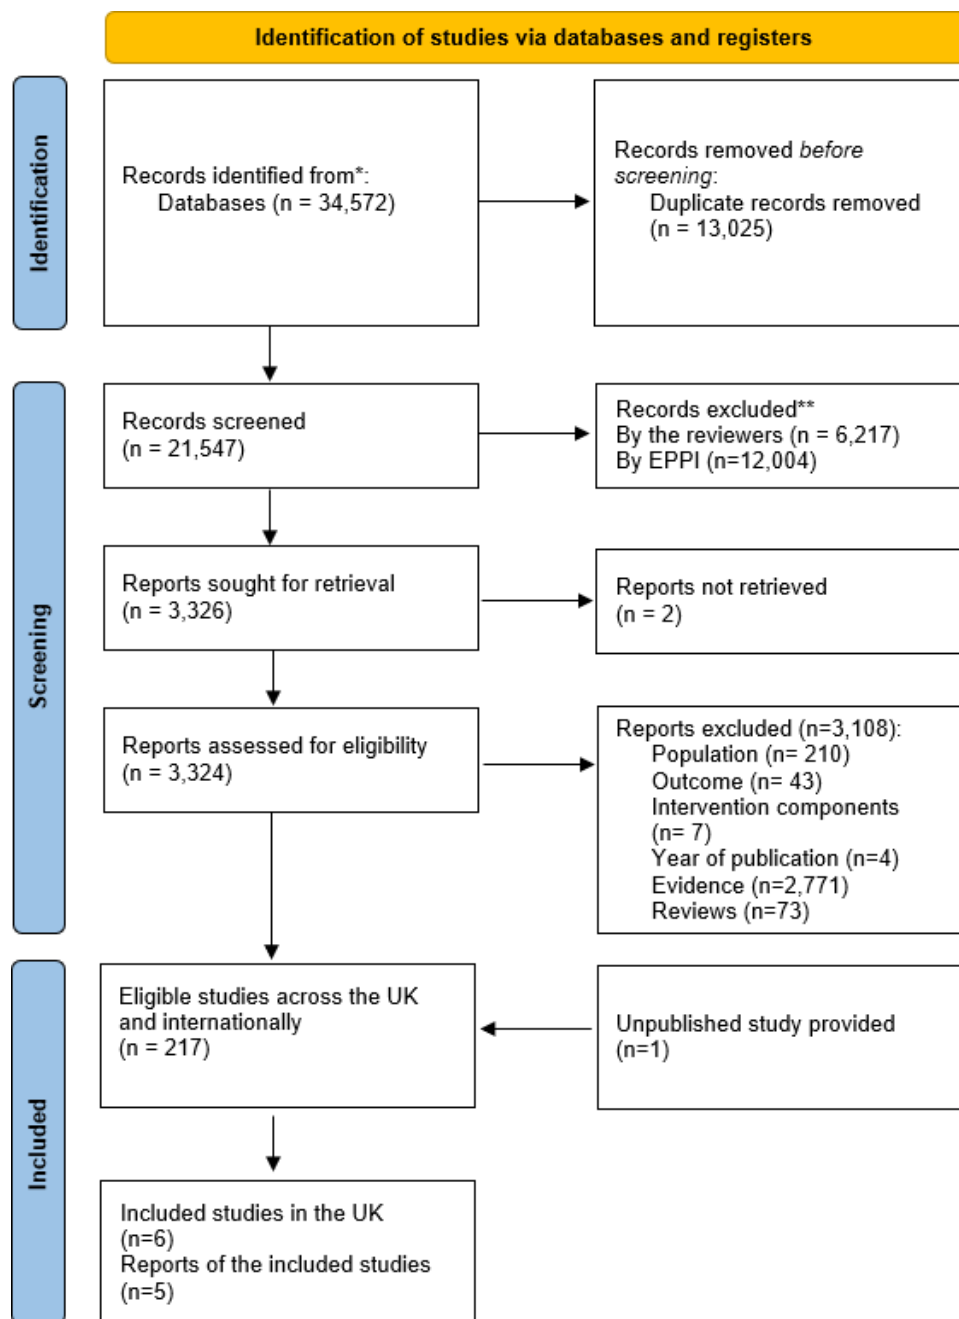 Identification of studies via databases and registers
Identification
Records identified from*:
Databases (n = 34,572)
Records removed before
screening:
Duplicate records removed
(n = 13,025)
Screening
Records screened
(n = 21,547)
Records excluded**
By the reviewers (n = 6,217)
By EPPI (n=12,004)
Reports sought for retrieval
(n = 3,326)
Reports not retrieved
(n = 2)
Reports assessed for eligibility
(n = 3,324)
Reports excluded (n=3,108):
Population (n= 210)
Outcome (n= 43)
Intervention components
(n= 7)
Year of publication (n=4)
Evidence (n=2,771)
Reviews (n=73)
Included
Eligible studies across the UK
and internationally
(n = 217)
Unpublished study provided
(n=1)
Included studies in the UK
(n=6)
Reports of the included studies
(n=5)